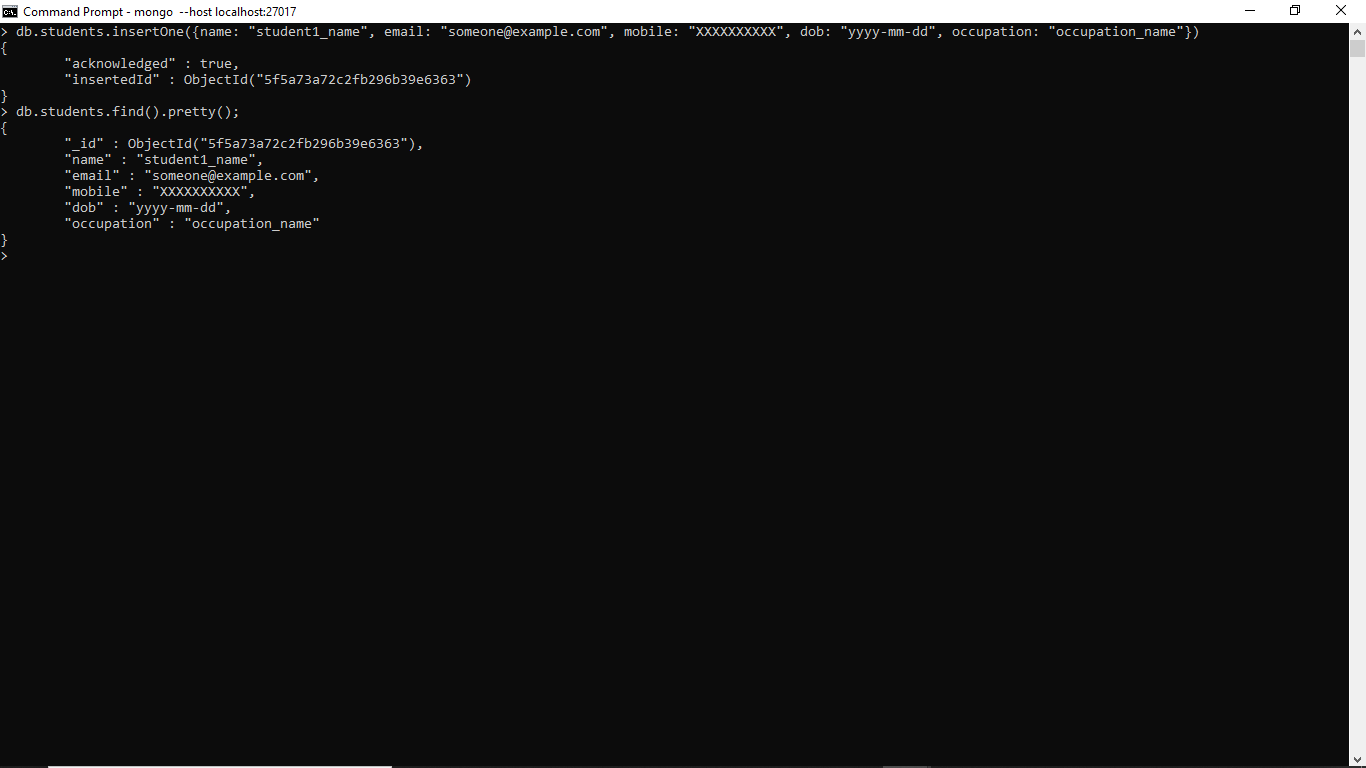 Command Prompt - mongo  --host localhost:27017
> db.students.insertOne({name: "student1_name", email: "someone@example.com", mobile: "XXXXXXXXXX", dob: "yyyy-mm-dd", occupation: "occupation_name"})
{
        "acknowledged" : true,
        "insertedId" : ObjectId("5f5a73a72c2fb296b39e6363")
}
> db.students.find().pretty();
{
        "_id" : ObjectId("5f5a73a72c2fb296b39e6363"),
        "name" : "student1_name",
        "email" : "someone@example.com",
        "mobile" : "XXXXXXXXXX",
        "dob" : "yyyy-mm-dd",
        "occupation" : "occupation_name"
}
>